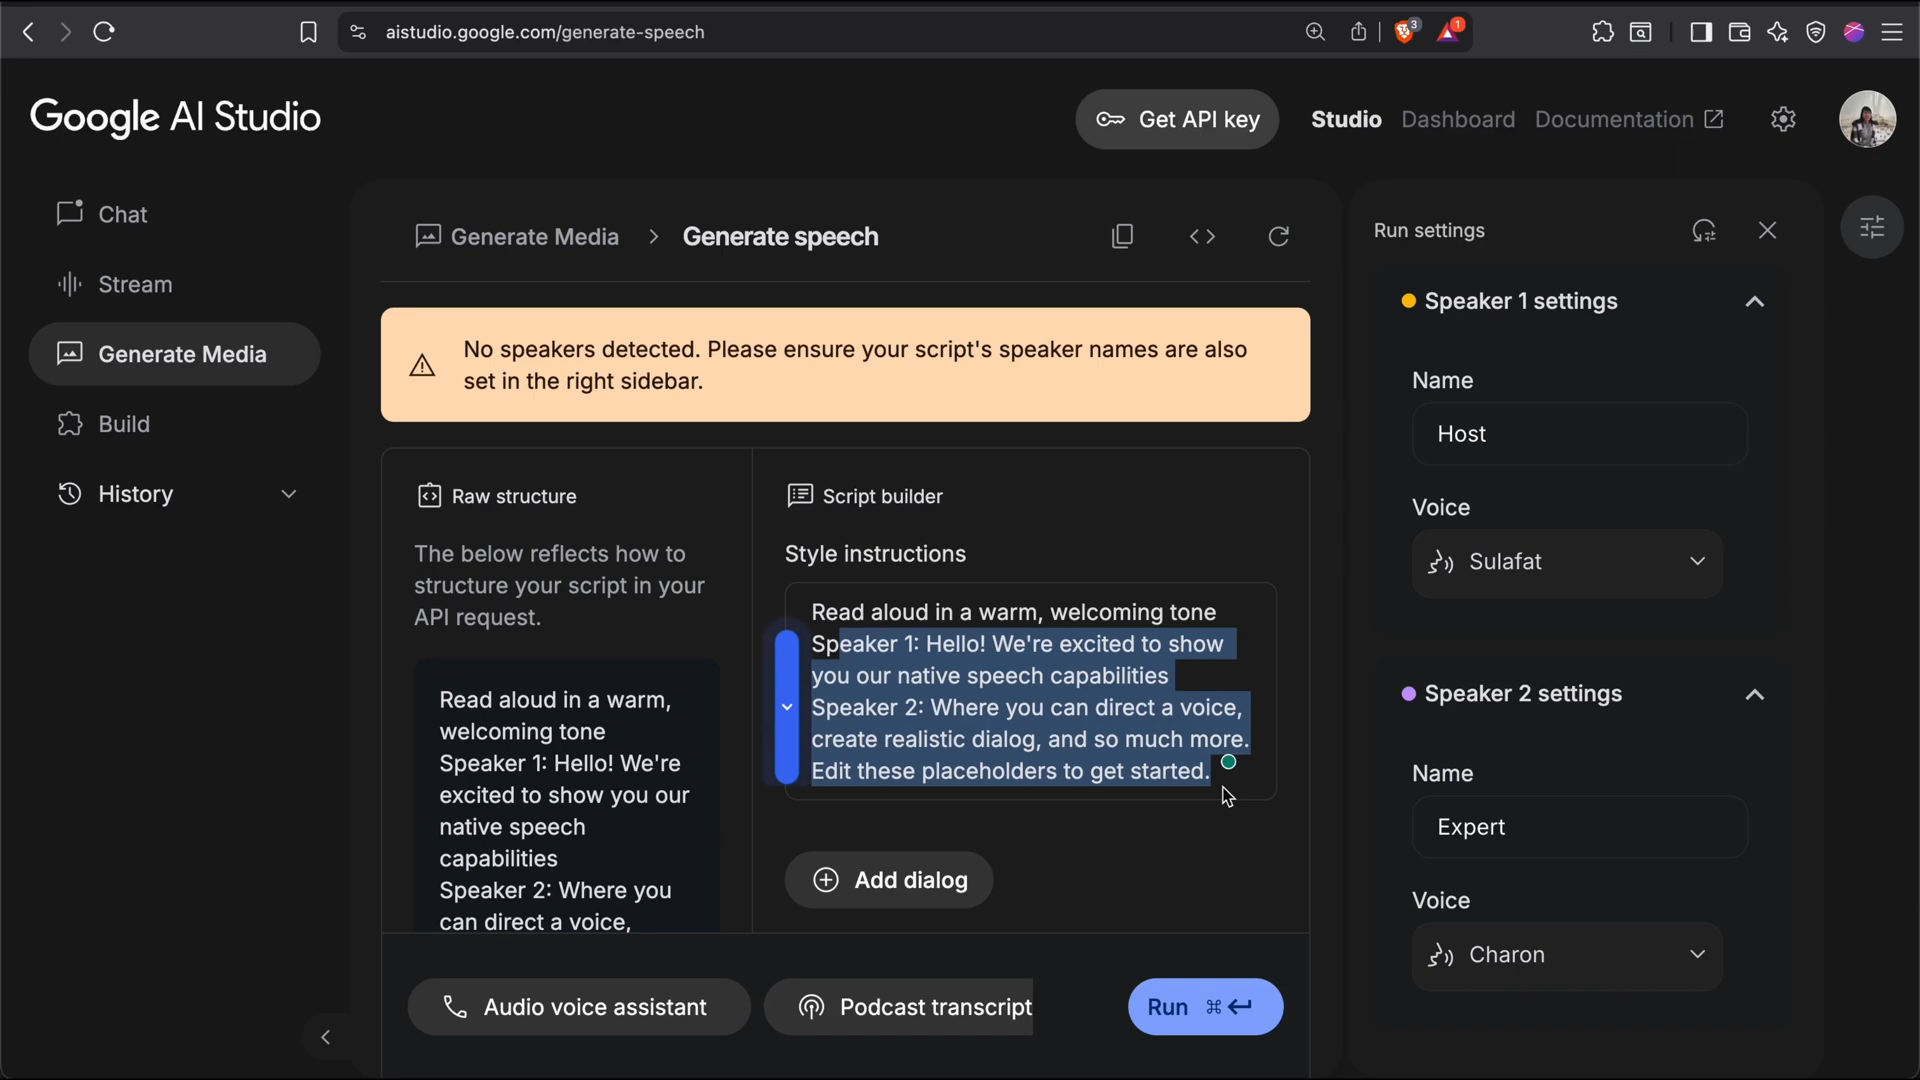 aistudio.google.com/generate-speech
3
1
Google AI Studio
Get API key
Studio
Dashboard
Documentation
Chat
Stream
Generate Media
Build
History
Generate Media
Generate speech
No speakers detected. Please ensure your script's speaker names are also
set in the right sidebar.
Raw structure
The below reflects how to
structure your script in your
API request.
Read aloud in a warm,
welcoming tone
Speaker 1: Hello! We're
excited to show you our
native speech
capabilities
Speaker 2: Where you
can direct a voice,
Script builder
Style instructions
Read aloud in a warm, welcoming tone
Speaker 1: Hello! We're excited to show
you our native speech capabilities
Speaker 2: Where you can direct a voice,
create realistic dialog, and so much more.
Edit these placeholders to get started.
Add dialog
Audio voice assistant
Podcast transcript
Run ⌘ ↵
Run settings
Speaker 1 settings
Name
Host
Voice
Sulafat
Speaker 2 settings
Name
Expert
Voice
Charon